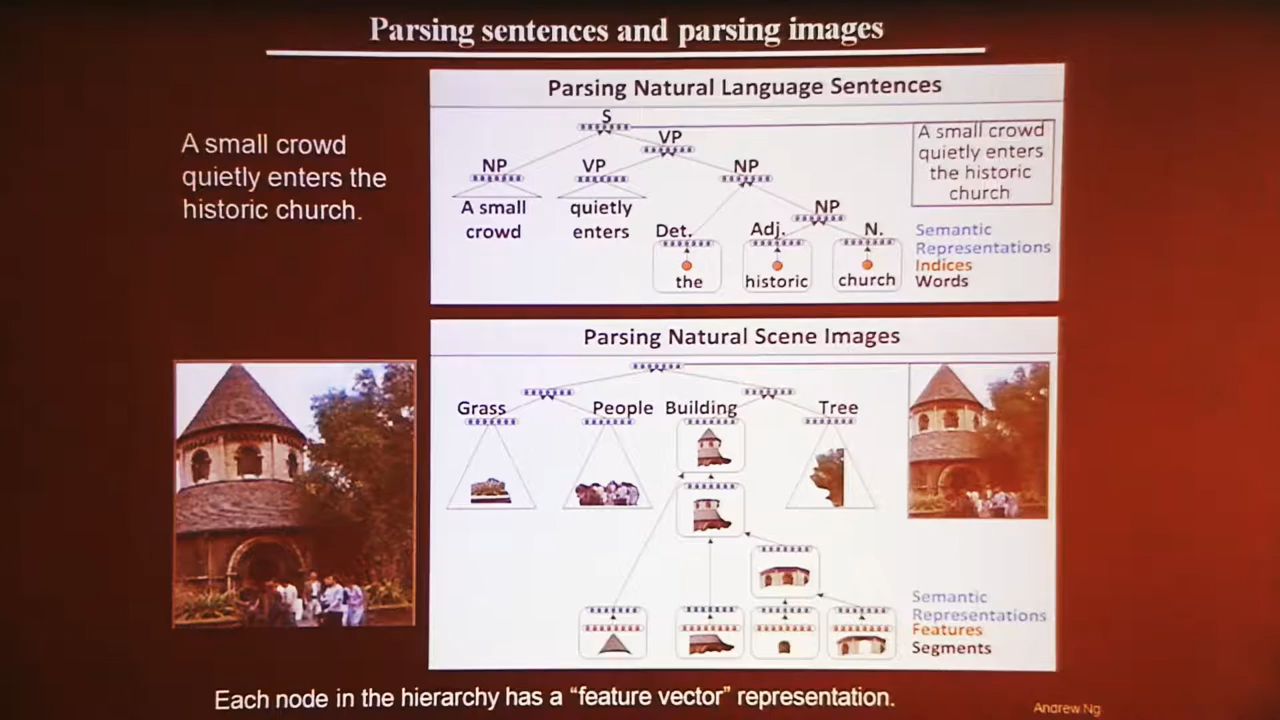 Parsing sentences and parsing images
A small crowd
quietly enters the
historic church.
Parsing Natural Language Sentences
S
VP
NP
VP
NP
A small
crowd
quietly
enters
NP
Det.
Adj.
N.
the
historic
church
A small crowd
quietly enters
the historic
church
Semantic
Representations
Indices
Words
Parsing Natural Scene Images
Grass
People
Building
Tree
Semantic
Representations
Features
Segments
Each node in the hierarchy has a “feature vector” representation.
Andrew Ng